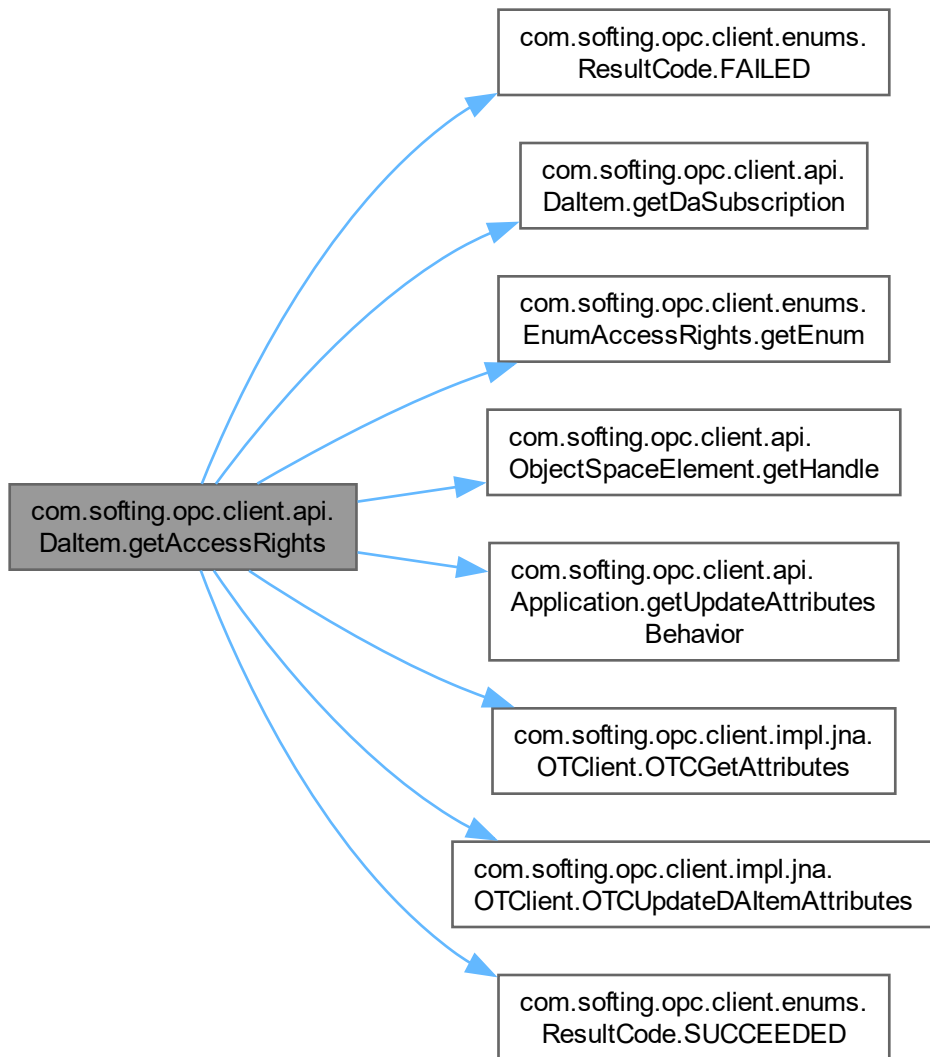 com.softing.opc.client.enums.
ResultCode.FAILED
com.softing.opc.client.api.
DaItem.getDaSubscription
com.softing.opc.client.enums.
EnumAccessRights.getEnum
com.softing.opc.client.api.
ObjectSpaceElement.getHandle
com.softing.opc.client.api.
DaItem.getAccessRights
com.softing.opc.client.api.
Application.getUpdateAttributes
Behavior
com.softing.opc.client.impl.jna.
OTClient.OTCGetAttributes
com.softing.opc.client.impl.jna.
OTClient.OTCUpdateDAItemAttributes
com.softing.opc.client.enums.
ResultCode.SUCCEEDED